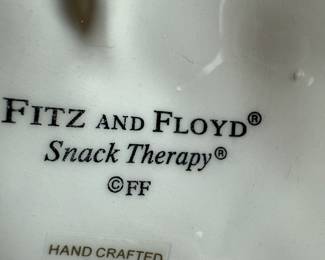 FITZ AND FLOYD®
Snack Therapy®
©FF
HAND CRAFTED